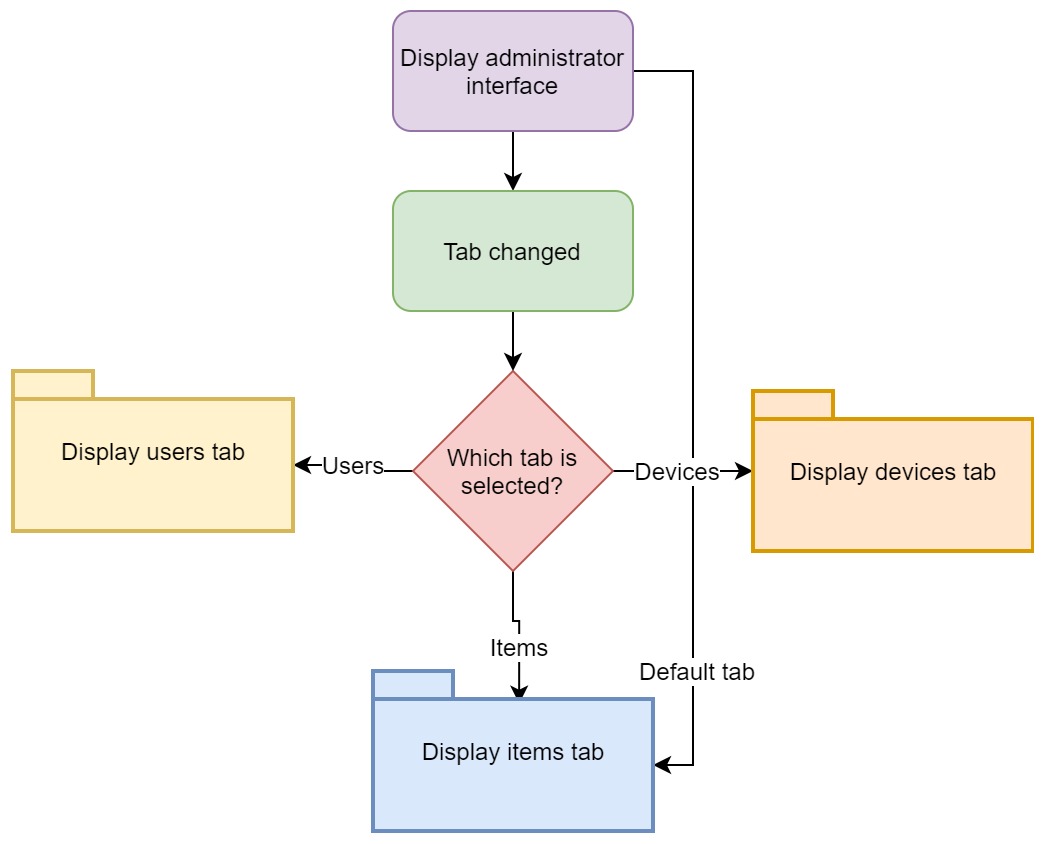 Display administrator
interface
Tab changed
Display users tab
Users
Which tab is
selected?
Devices
Display devices tab
Items
Default tab
Display items tab